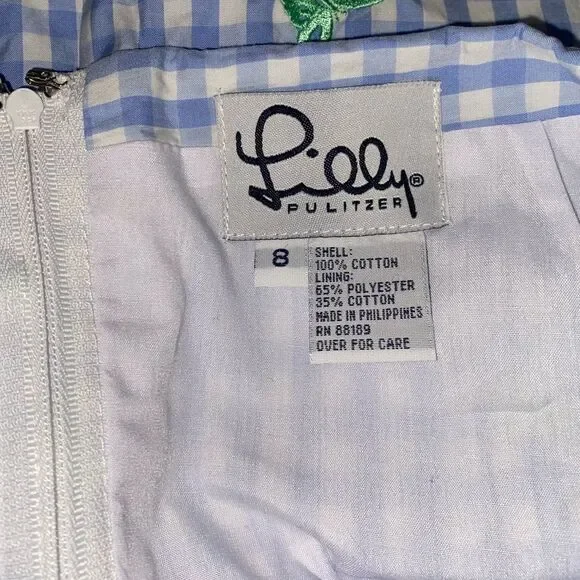 Lilly®
PULITZER
8
SHELL:
100% COTTON
LINING:
65% POLYESTER
35% COTTON
MADE IN PHILIPPINES
RN 88189
OVER FOR CARE